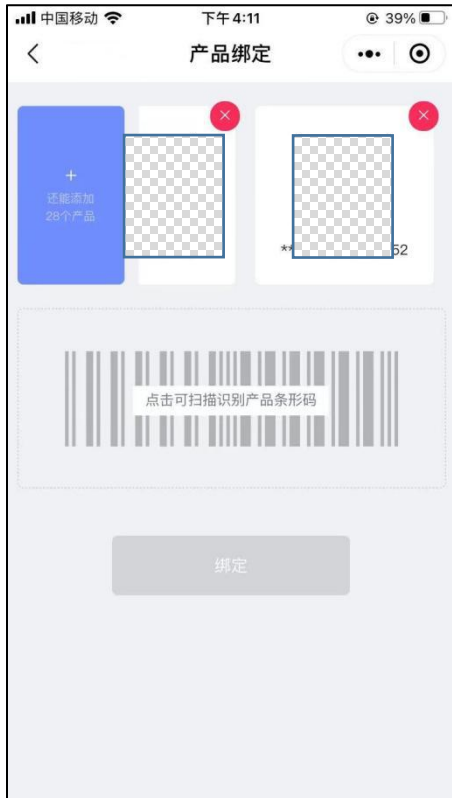 中国移动 下午4:11 39%
产品绑定
+
还能添加
28个产品
** 52
点击可扫描识别产品条形码
绑定